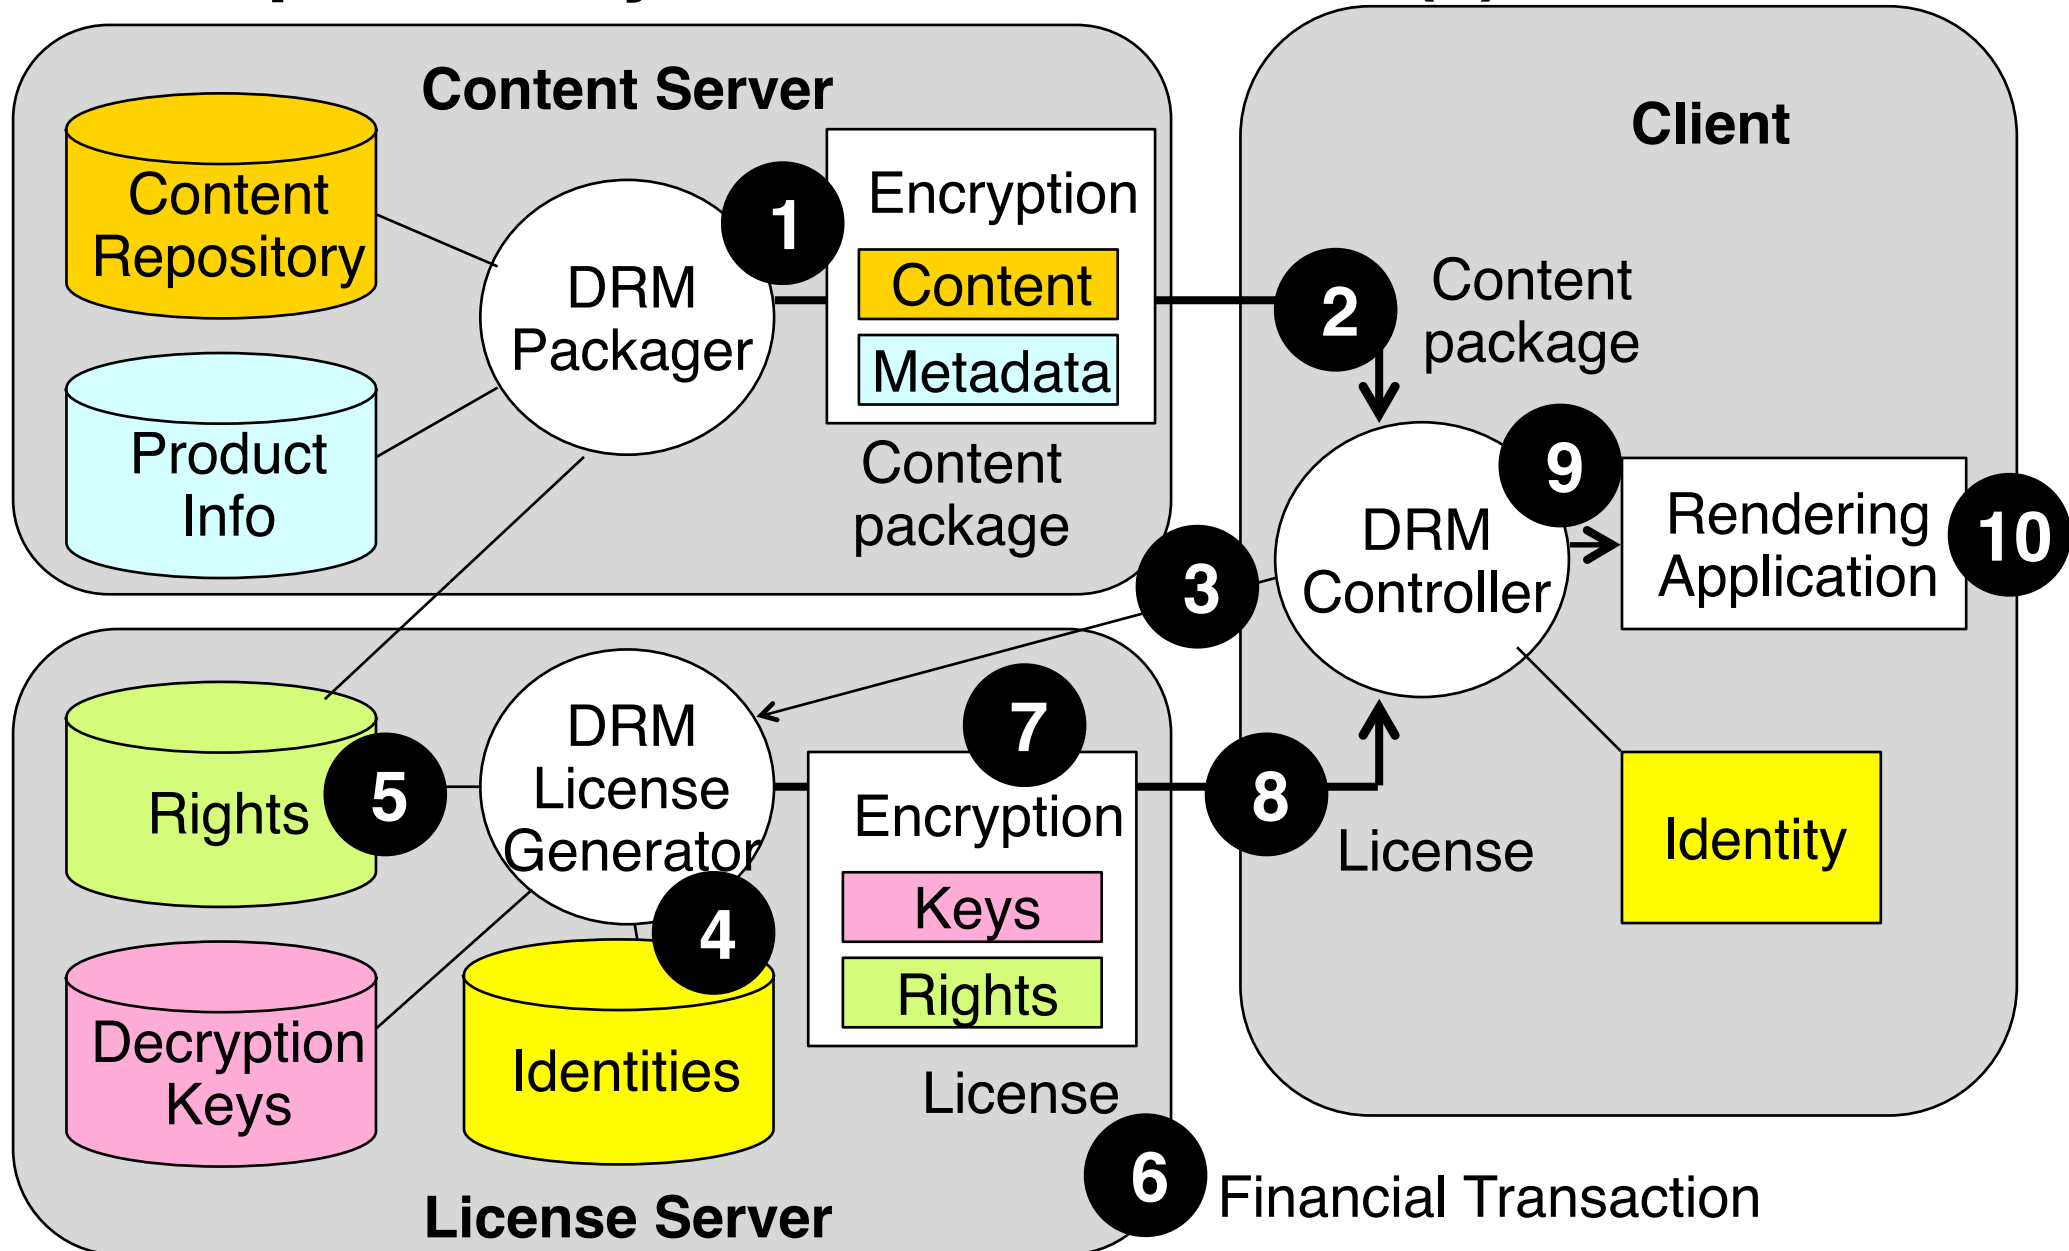 Content Server
Client
Content
Repository
DRM
Packager
1
Encryption
Content
Metadata
Content
package
2
Content
package
Product
Info
DRM
Controller
9
Rendering
Application
10
3
Identity
Rights
5
DRM
License
Generator
4
7
Encryption
Keys
Rights
License
8
License
Decryption
Keys
Identities
License Server
6
Financial Transaction